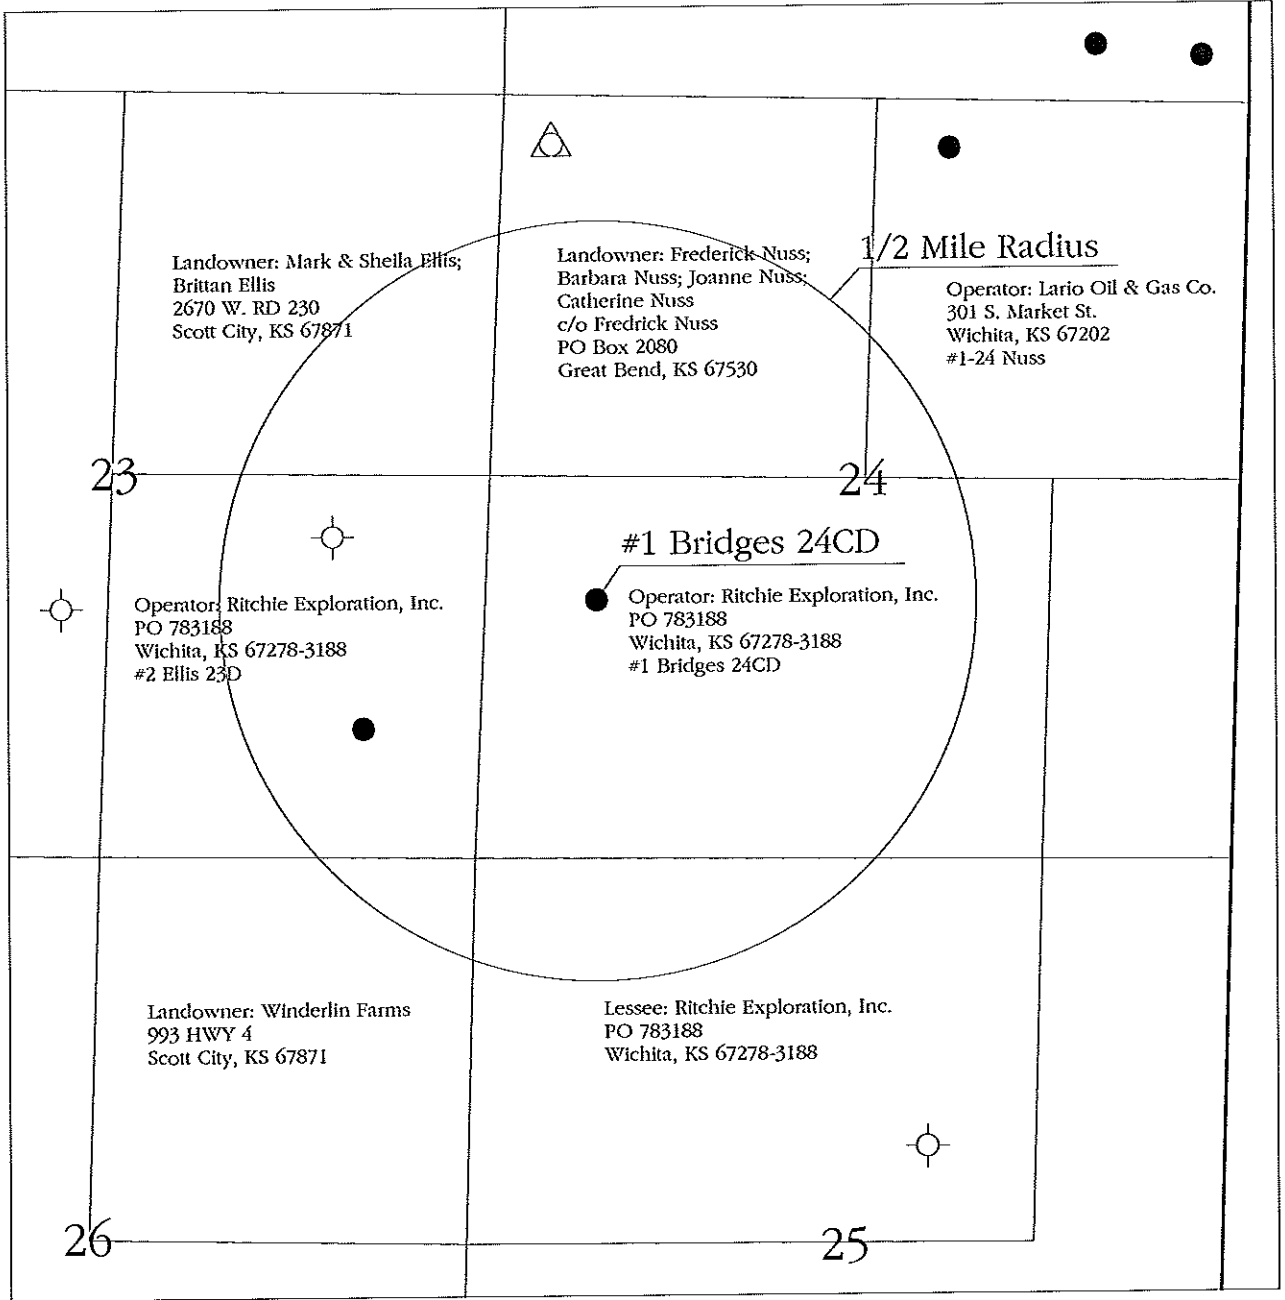 Landowner: Mark & Sheila Ellis;
Brittan Ellis
2670 W. RD 230
Scott City, KS 67871
Landowner: Frederick Nuss;
Barbara Nuss; Joanne Nuss;
Catherine Nuss
c/o Fredrick Nuss
PO Box 2080
Great Bend, KS 67530
1/2 Mile Radius
Operator: Lario Oil & Gas Co.
301 S. Market St.
Wichita, KS 67202
#1-24 Nuss
23
24
#1 Bridges 24CD
Operator: Ritchie Exploration, Inc.
PO 783188
Wichita, KS 67278-3188
#2 Ellis 23D
Operator: Ritchie Exploration, Inc.
PO 783188
Wichita, KS 67278-3188
#1 Bridges 24CD
Landowner: Winderlin Farms
993 HWY 4
Scott City, KS 67871
Lessee: Ritchie Exploration, Inc.
PO 783188
Wichita, KS 67278-3188
26
25